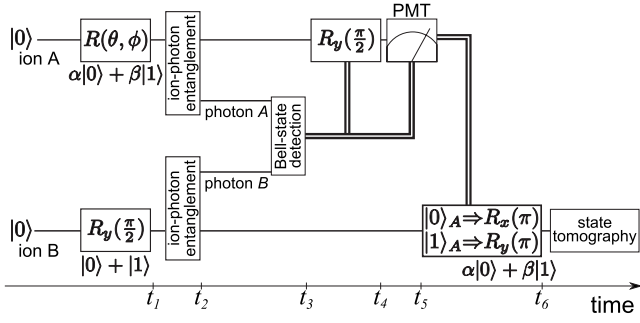 |0⟩
ion A
R(θ, ϕ)
α|0⟩ + β|1⟩
ion-photon
entanglement
photon A
R_y(π/2)
PMT
Bell-state
detection
|0⟩
ion B
R_y(π/2)
|0⟩ + |1⟩
ion-photon
entanglement
photon B
|0⟩_A⇒R_x(π)
|1⟩_A⇒R_y(π)
α|0⟩ + β|1⟩
state
tomography
t_1 t_2 t_3 t_4 t_5 t_6
time